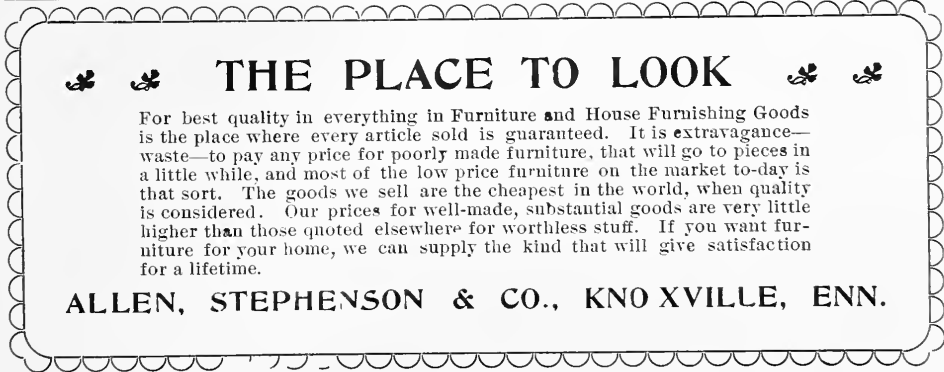 THE PLACE TO LOOK
For best quality in everything in Furniture and House Furnishing Goods
is the place where every article sold is guaranteed. It is extravagance—
waste—to pay any price for poorly made furniture, that will go to pieces in
a little while, and most of the low price furniture on the market to-day is
that sort. The goods we sell are the cheapest in the world, when quality
is considered. Our prices for well-made, substantial goods are very little
higher than those quoted elsewhere for worthless stuff. If you want fur-
niture for your home, we can supply the kind that will give satisfaction
for a lifetime.
ALLEN, STEPHENSON & CO., KNO XVILLE, ENN.